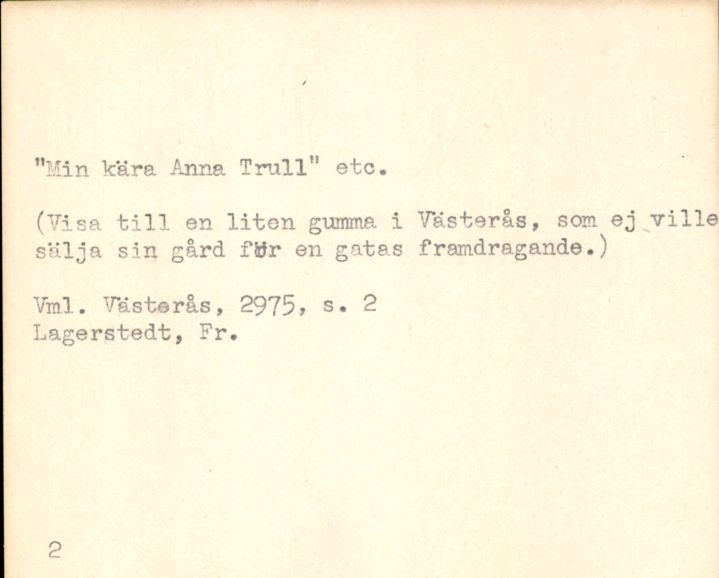 "Min kära Anna Trull" etc.
(Visa till en liten gumma i Västerås, som ej ville
sälja sin gård för en gatas framdragande.)
Vml. Västerås, 2975, s. 2
Lagerstedt, Fr.
2